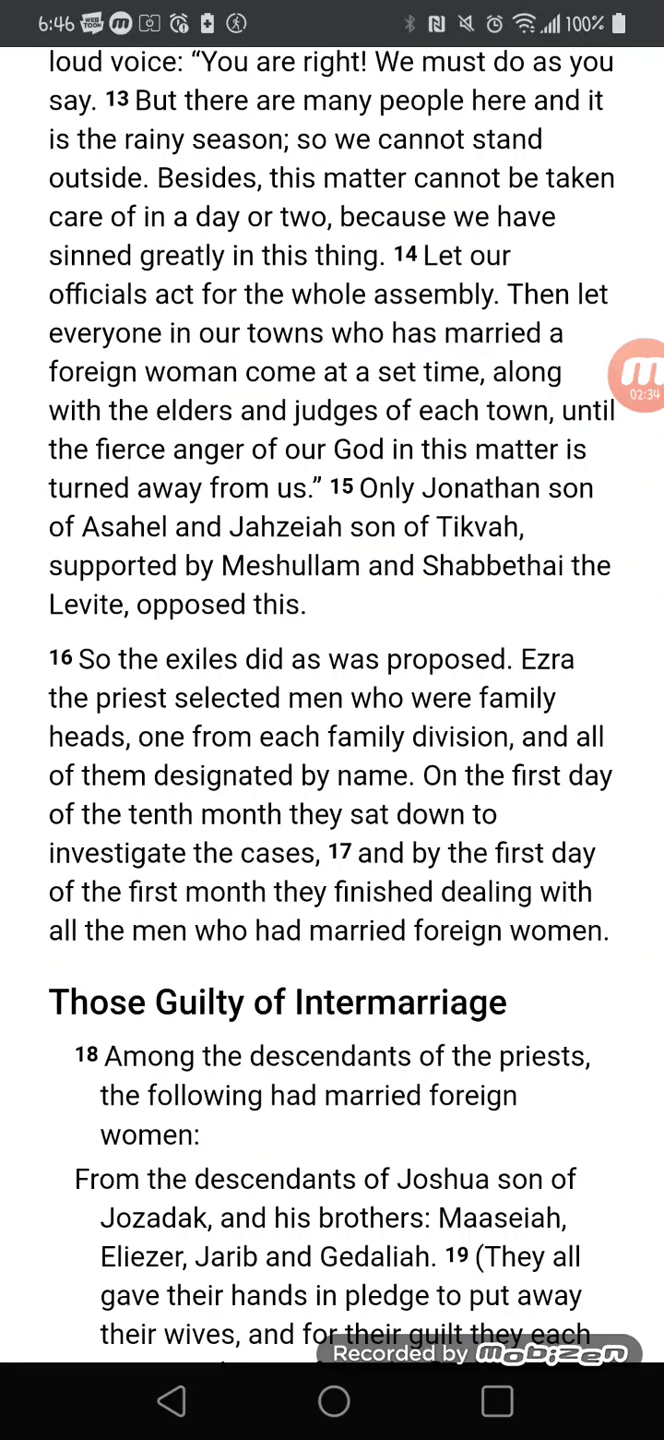 6:46 WEB TOON m 100%
loud voice: “You are right! We must do as you
say. 13 But there are many people here and it
is the rainy season; so we cannot stand
outside. Besides, this matter cannot be taken
care of in a day or two, because we have
sinned greatly in this thing. 14 Let our
officials act for the whole assembly. Then let
everyone in our towns who has married a
foreign woman come at a set time, along
with the elders and judges of each town, until
the fierce anger of our God in this matter is
turned away from us.” 15 Only Jonathan son
of Asahel and Jahzeiah son of Tikvah,
supported by Meshullam and Shabbethai the
Levite, opposed this.
m
02:34
16 So the exiles did as was proposed. Ezra
the priest selected men who were family
heads, one from each family division, and all
of them designated by name. On the first day
of the tenth month they sat down to
investigate the cases, 17 and by the first day
of the first month they finished dealing with
all the men who had married foreign women.
Those Guilty of Intermarriage
18 Among the descendants of the priests,
the following had married foreign
women:
From the descendants of Joshua son of
Jozadak, and his brothers: Maaseiah,
Eliezer, Jarib and Gedaliah. 19 (They all
gave their hands in pledge to put away
their wives, and for their guilt they each
Recorded by mobizen